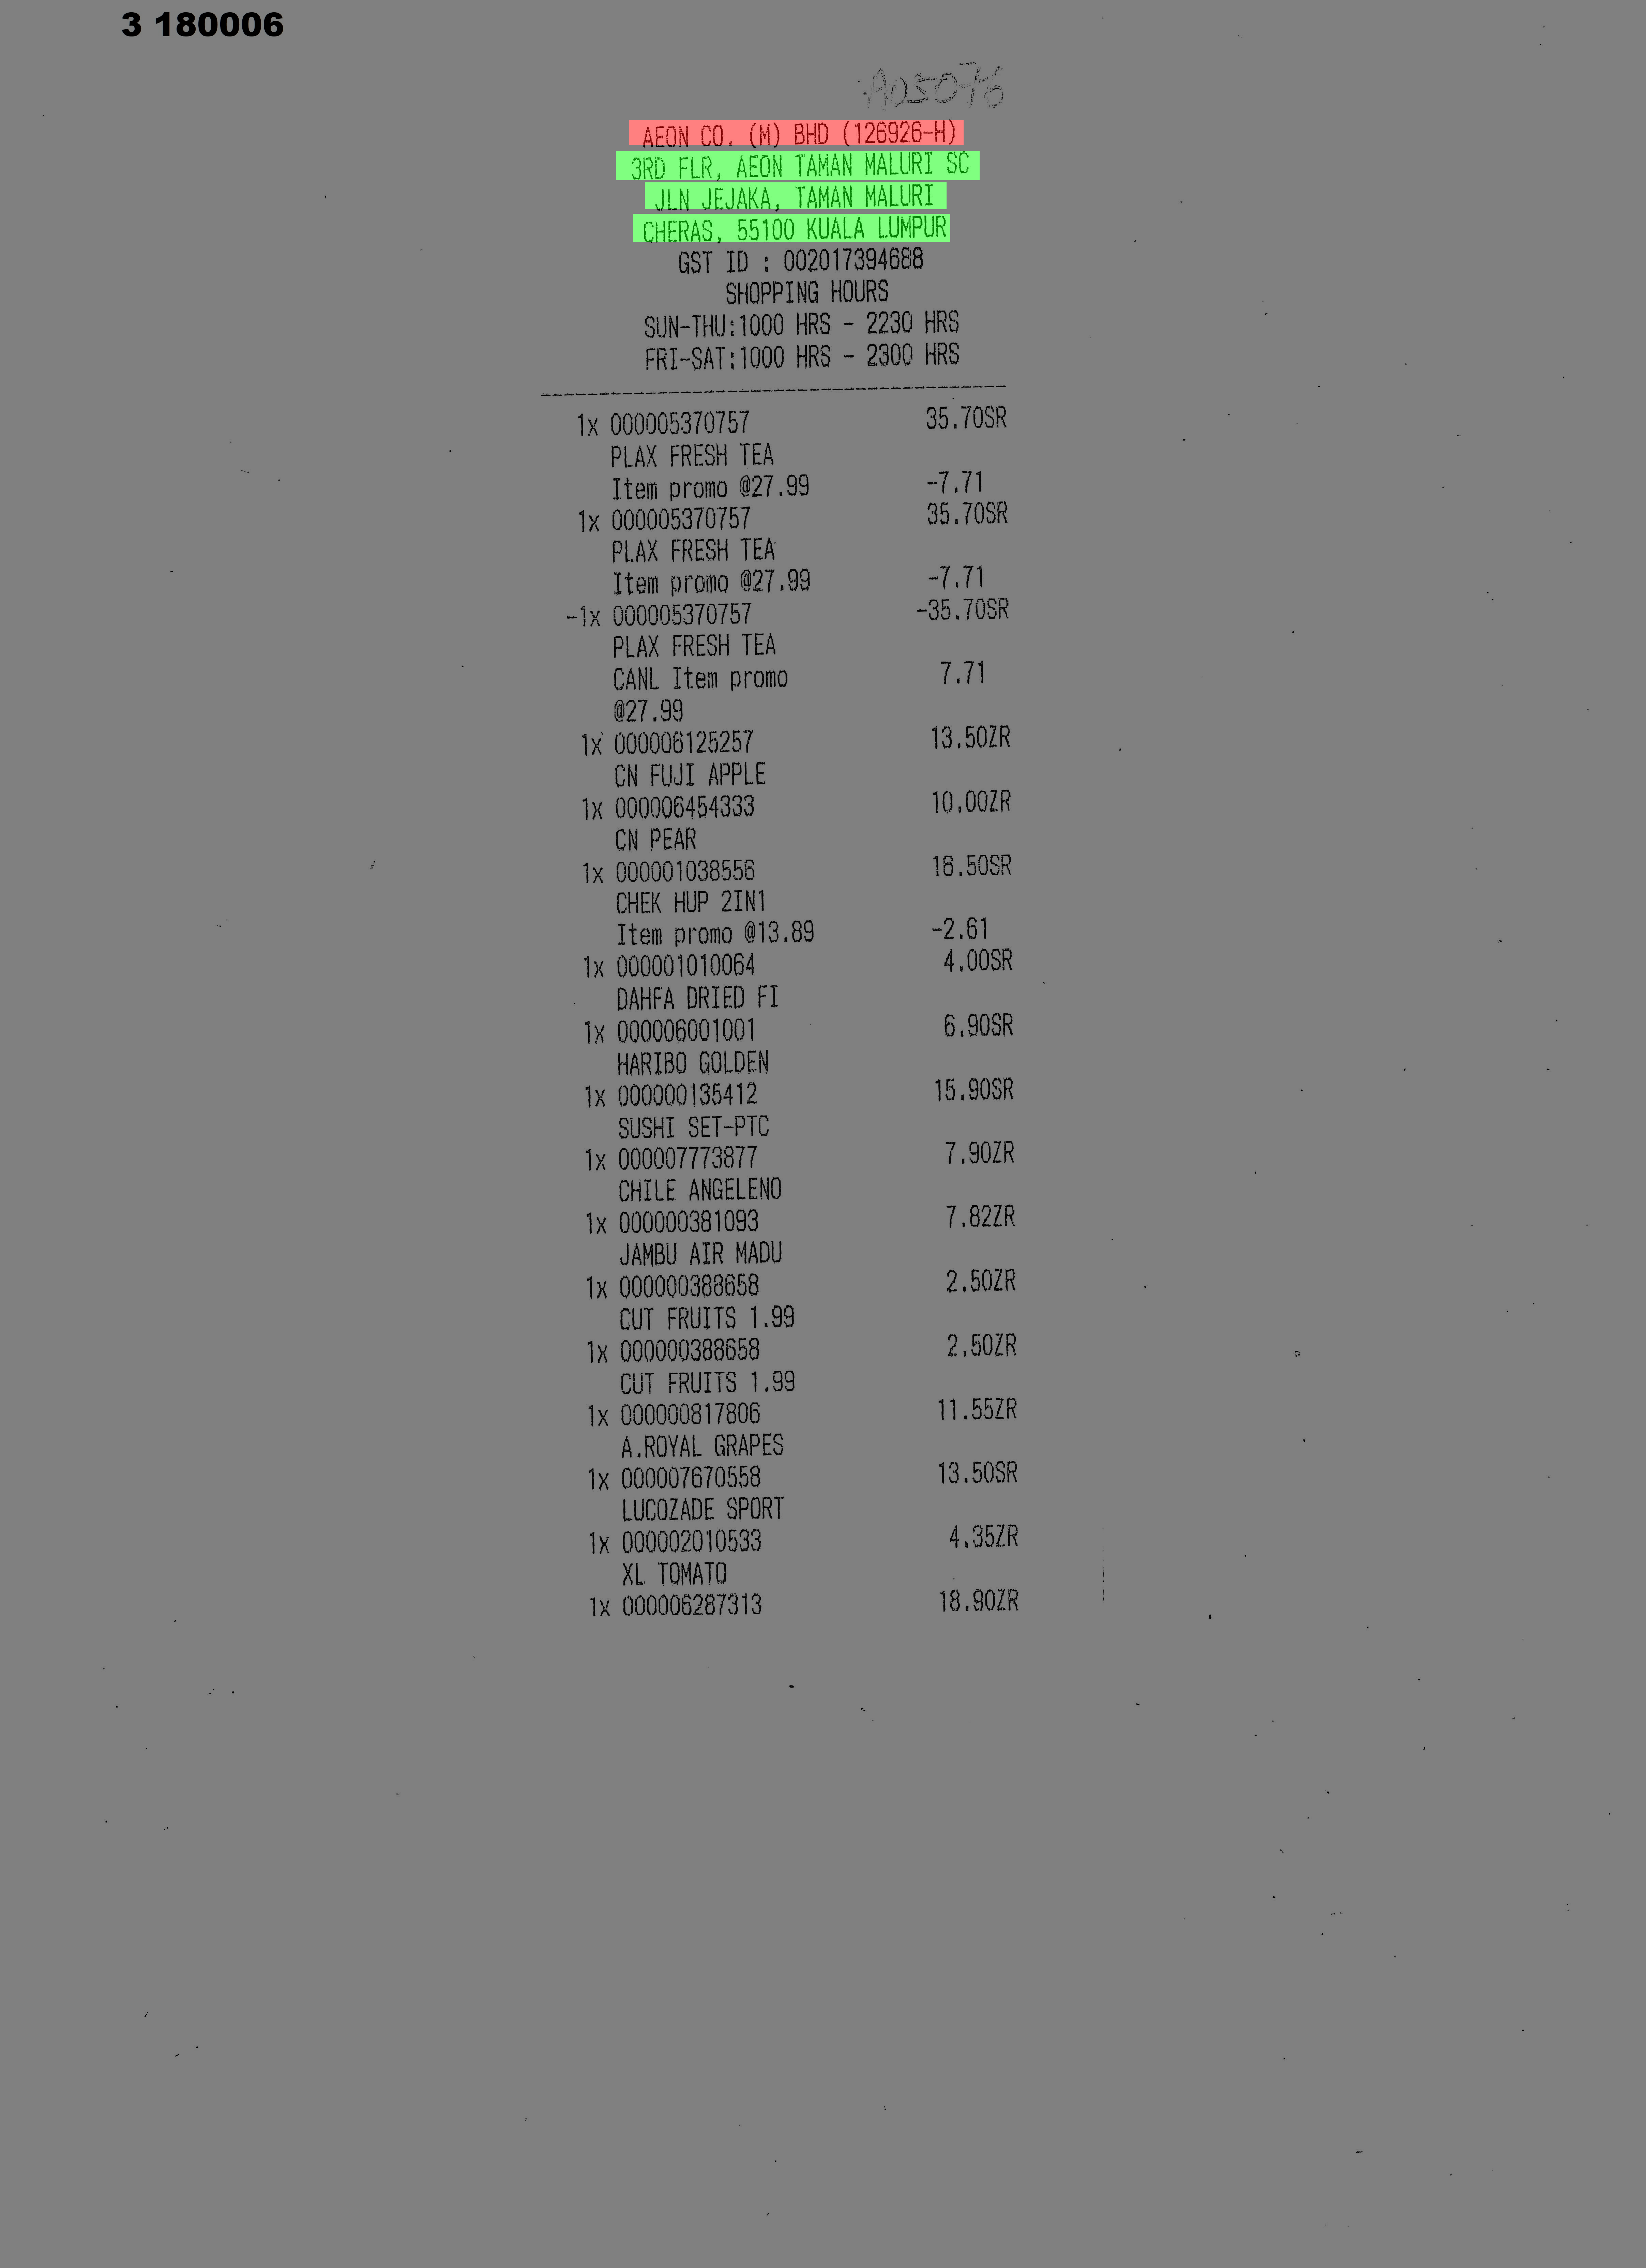 3 180006
AD5076
AEON CO. (M) BHD (126926-H)
3RD FLR, AEON TAMAN MALURI SC
JLN JEJAKA, TAMAN MALURI
CHERAS, 55100 KUALA LUMPUR
GST ID : 002017394688
SHOPPING HOURS
SUN-THU:1000 HRS - 2230 HRS
FRI-SAT:1000 HRS - 2300 HRS
1x 000005370757 35.70SR
PLAX FRESH TEA
Item promo @27.99 -7.71
1x 000005370757 35.70SR
PLAX FRESH TEA
Item promo @27.99 -7.71
-1x 000005370757 -35.70SR
PLAX FRESH TEA
CANL Item promo 7.71
@27.99
1x 000006125257 13.50ZR
CN FUJI APPLE
1x 000006454333 10.00ZR
CN PEAR
1x 000001038556 16.50SR
CHEK HUP 2IN1
Item promo @13.89 -2.61
1x 000001010064 4.00SR
DAHFA DRIED FI
1x 000006001001 6.90SR
HARIBO GOLDEN
1x 000000135412 15.90SR
SUSHI SET-PTC
1x 000007773877 7.90ZR
CHILE ANGELENO
1x 000000381093 7.82ZR
JAMBU AIR MADU
1x 000000388658 2.50ZR
CUT FRUITS 1.99
1x 000000388658 2.50ZR
CUT FRUITS 1.99
1x 000000817806 11.55ZR
A.ROYAL GRAPES
1x 000007670558 13.50SR
LUCOZADE SPORT
1x 000002010533 4.35ZR
XL TOMATO
1x 000006287313 18.90ZR